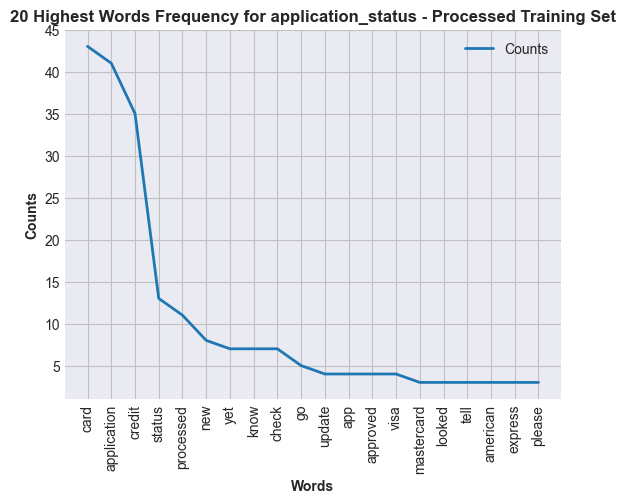 20 Highest Words Frequency for application_status - Processed Training Set
Counts
45
40
35
30
25
20
15
10
5
Counts
card
application
credit
status
processed
new
yet
know
check
go
update
app
approved
visa
mastercard
looked
tell
american
express
please
Words